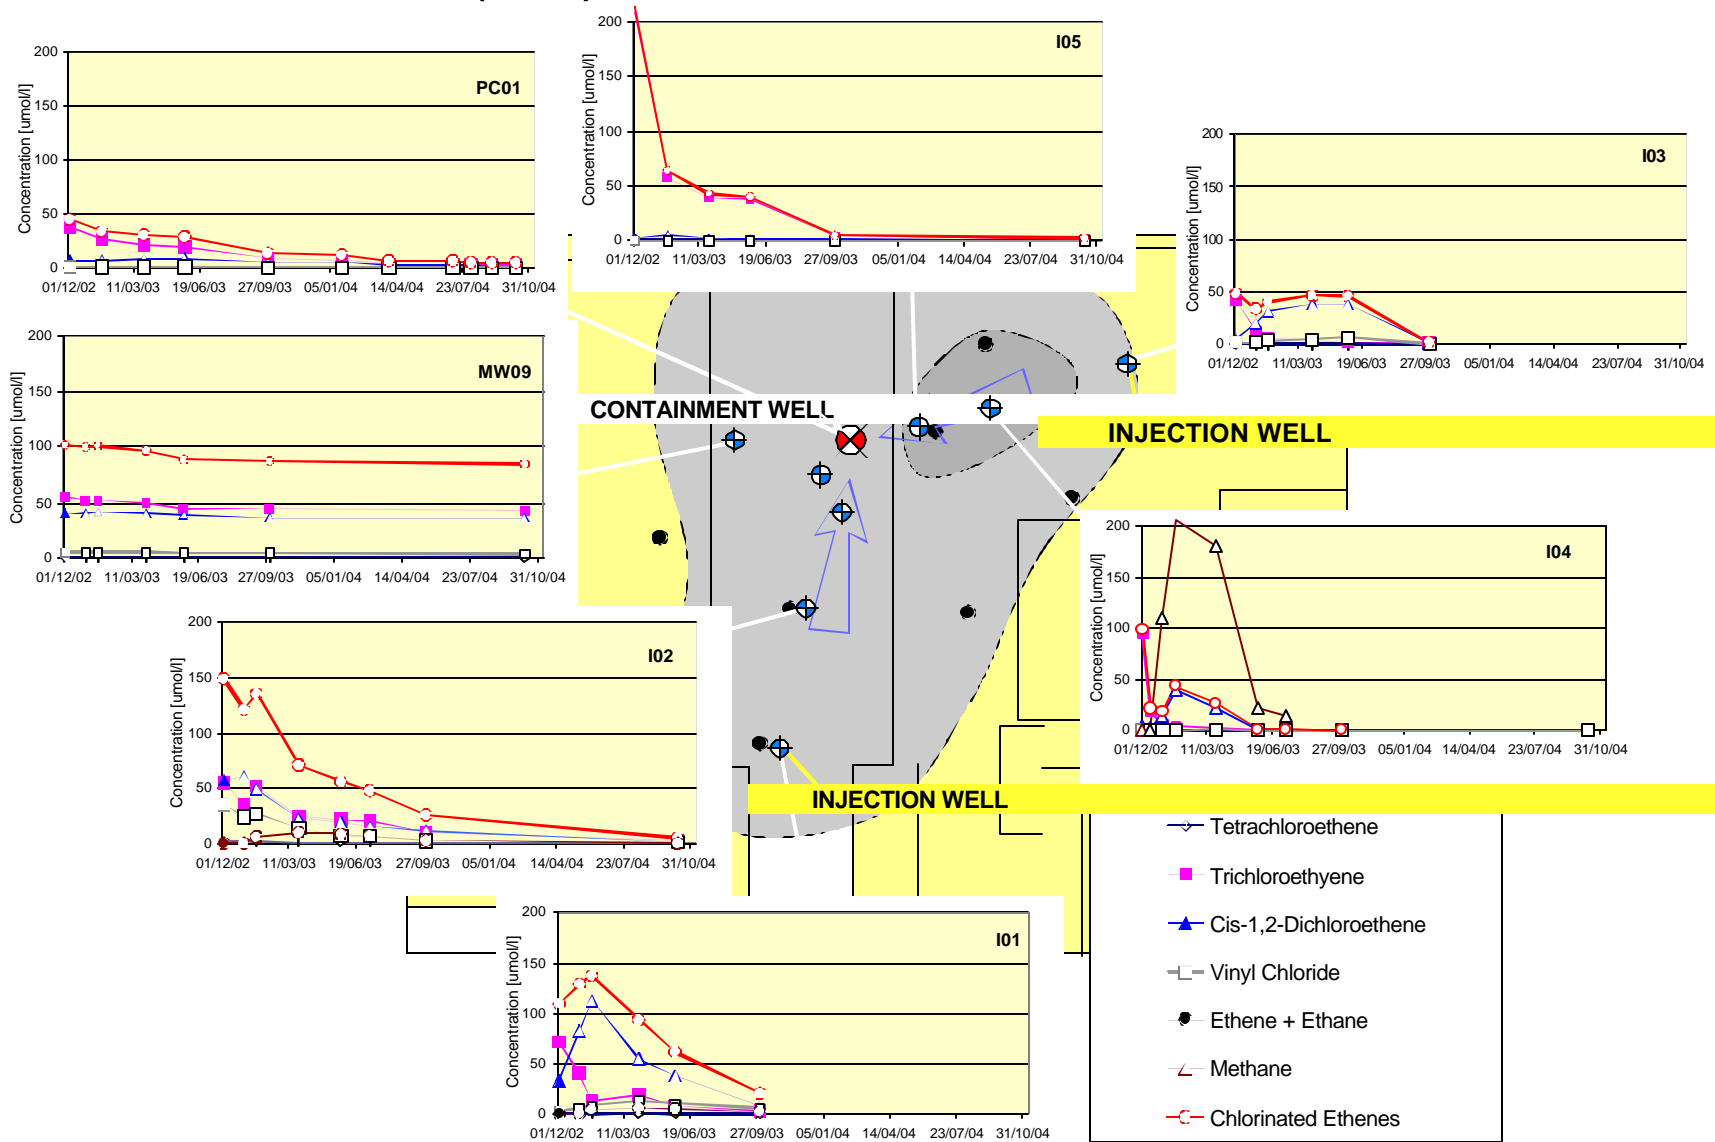 I05
200
150
100
50
0
Concentration [umol/l]
01/12/02 11/03/03 19/06/03 27/09/03 05/01/04 14/04/04 23/07/04 31/10/04
PC01
200
150
100
50
0
Concentration [umol/l]
01/12/02 11/03/03 19/06/03 27/09/03 05/01/04 14/04/04 23/07/04 31/10/04
I03
200
150
100
50
0
Concentration [umol/l]
01/12/02 11/03/03 19/06/03 27/09/03 05/01/04 14/04/04 23/07/04 31/10/04
MW09
200
150
100
50
0
Concentration [umol/l]
01/12/02 11/03/03 19/06/03 27/09/03 05/01/04 14/04/04 23/07/04 31/10/04
CONTAINMENT WELL
INJECTION WELL
I04
200
150
100
50
0
Concentration [umol/l]
01/12/02 11/03/03 19/06/03 27/09/03 05/01/04 14/04/04 23/07/04 31/10/04
I02
200
150
100
50
0
Concentration [umol/l]
01/12/02 11/03/03 19/06/03 27/09/03 05/01/04 14/04/04 23/07/04 31/10/04
INJECTION WELL
Tetrachloroethene
Trichloroethyene
Cis-1,2-Dichloroethene
Vinyl Chloride
Ethene + Ethane
Methane
Chlorinated Ethenes
I01
200
150
100
50
0
Concentration [umol/l]
01/12/02 11/03/03 19/06/03 27/09/03 05/01/04 14/04/04 23/07/04 31/10/04